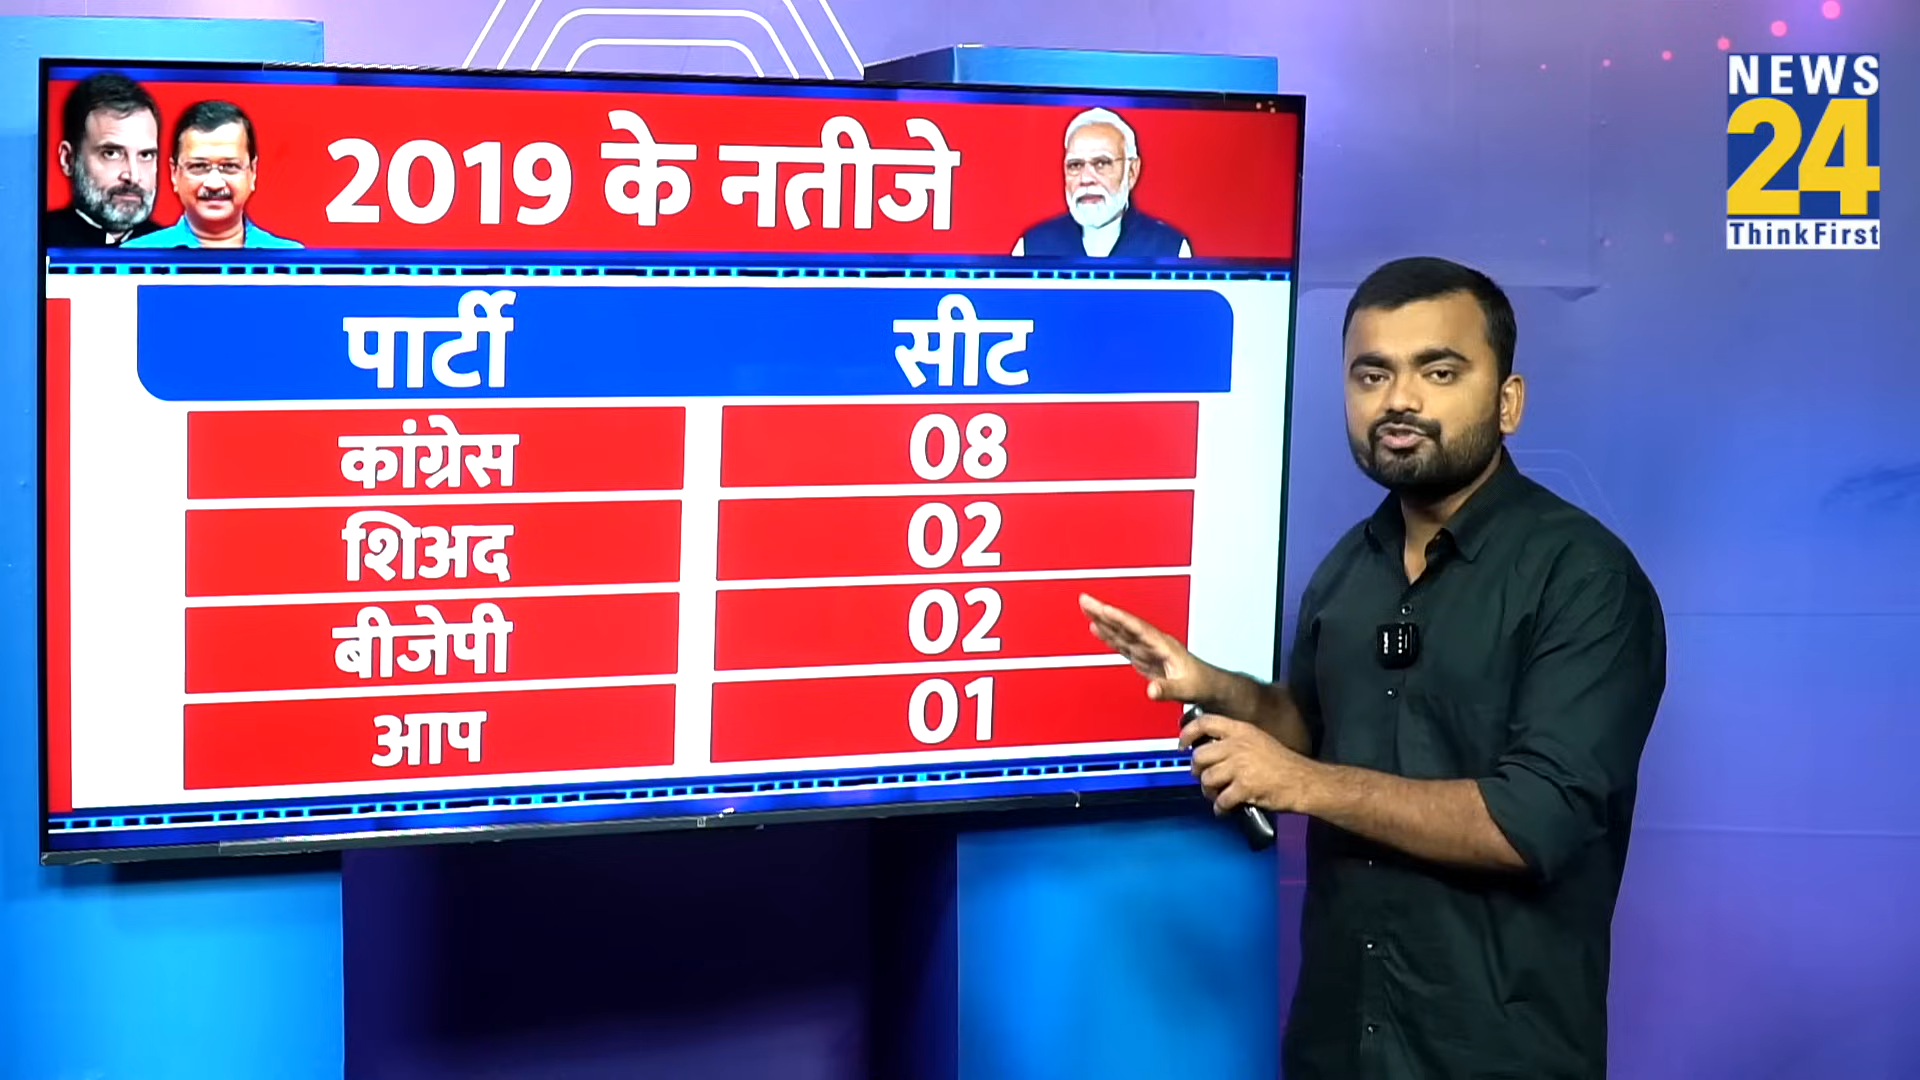 2019 के नतीजे
पार्टी सीट
कांग्रेस 08
शिअद 02
बीजेपी 02
आप 01
NEWS
24
ThinkFirst